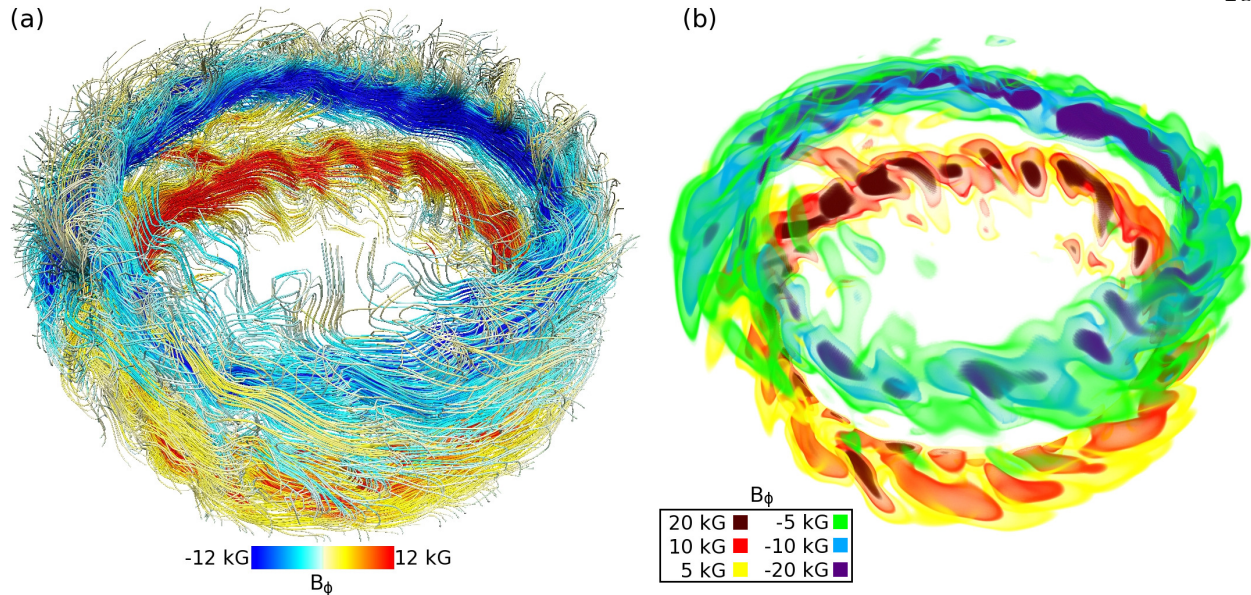 (a)
(b)
-12 kG 12 kG
Bϕ
Bϕ
20 kG -5 kG
10 kG -10 kG
5 kG -20 kG